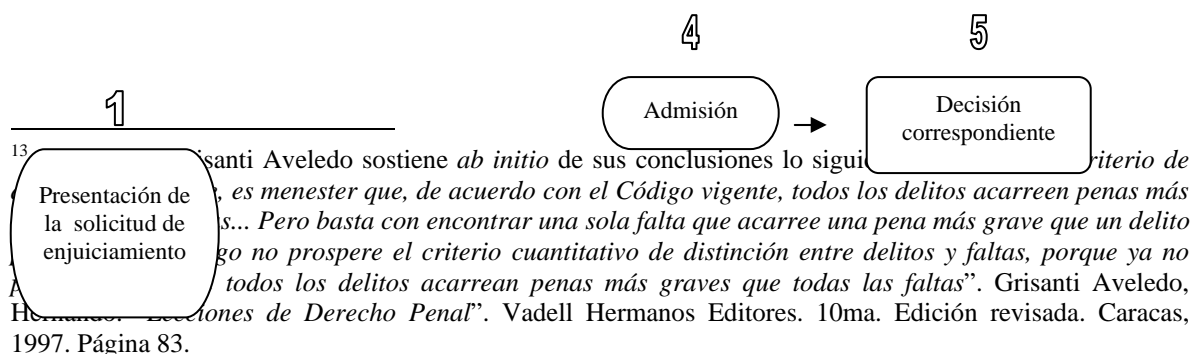 4 5
1
Admisión
Decisión
correspondiente
Presentación de
la solicitud de
enjuiciamiento
13 santi Aveledo sostiene ab initio de sus conclusiones lo sigui riterio de
, es menester que, de acuerdo con el Código vigente, todos los delitos acarreen penas más
s... Pero basta con encontrar una sola falta que acarree una pena más grave que un delito
go no prospere el criterio cuantitativo de distinción entre delitos y faltas, porque ya no
todos los delitos acarrean penas más graves que todas las faltas”. Grisanti Aveledo,
ciones de Derecho Penal”. Vadell Hermanos Editores. 10ma. Edición revisada. Caracas,
1997. Página 83.